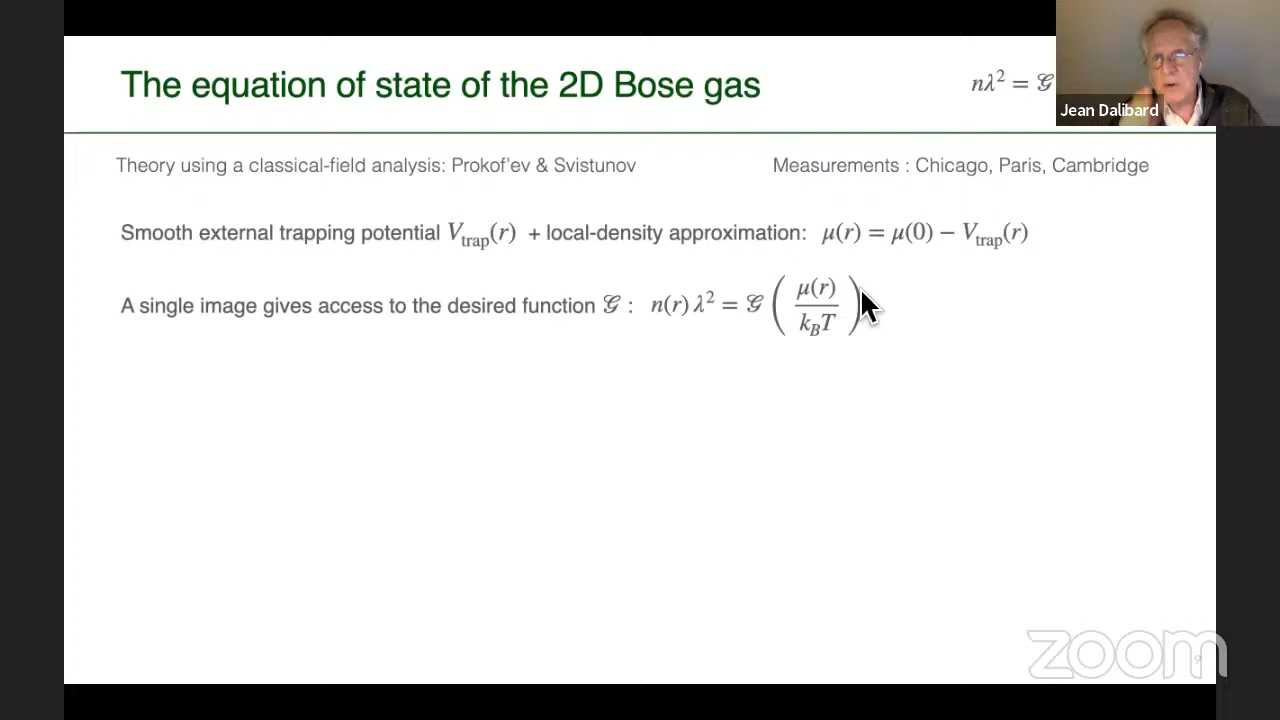 The equation of state of the 2D Bose gas
nλ² = 𝒢
Jean Dalibard
Theory using a classical-field analysis: Prokof'ev & Svistunov
Measurements : Chicago, Paris, Cambridge
Smooth external trapping potential V_trap(r) + local-density approximation: μ(r) = μ(0) − V_trap(r)
A single image gives access to the desired function 𝒢 : n(r) λ² = 𝒢 ( μ(r) / k_B T )
zoom
9